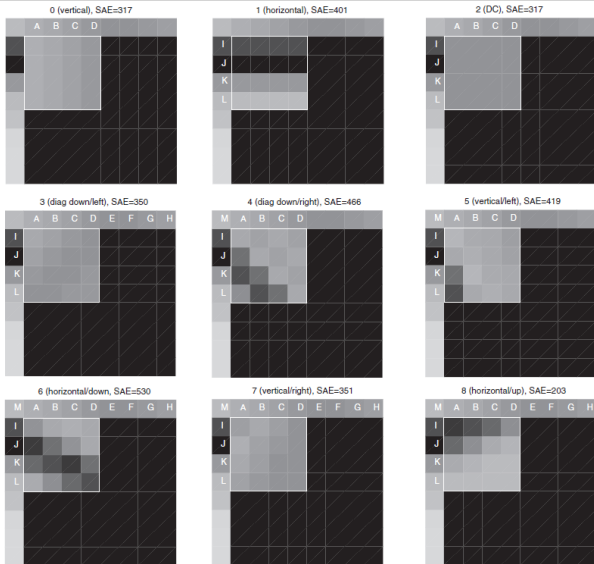 0 (vertical), SAE=317
1 (horizontal), SAE=401
2 (DC), SAE=317
A B C D
I
J
K
L
I
J
K
L
A B C D
I
J
K
L
3 (diag down/left), SAE=350
4 (diag down/right), SAE=466
5 (vertical/left), SAE=419
A B C D E F G H
I
J
K
L
M A B C D
I
J
K
L
M A B C D
I
J
K
L
6 (horizontal/down, SAE=530
7 (vertical/right), SAE=351
8 (horizontal/up), SAE=203
M A B C D E F G H
I
J
K
L
M A B C D E F G H
I
J
K
L
M A B C D E F G H
I
J
K
L